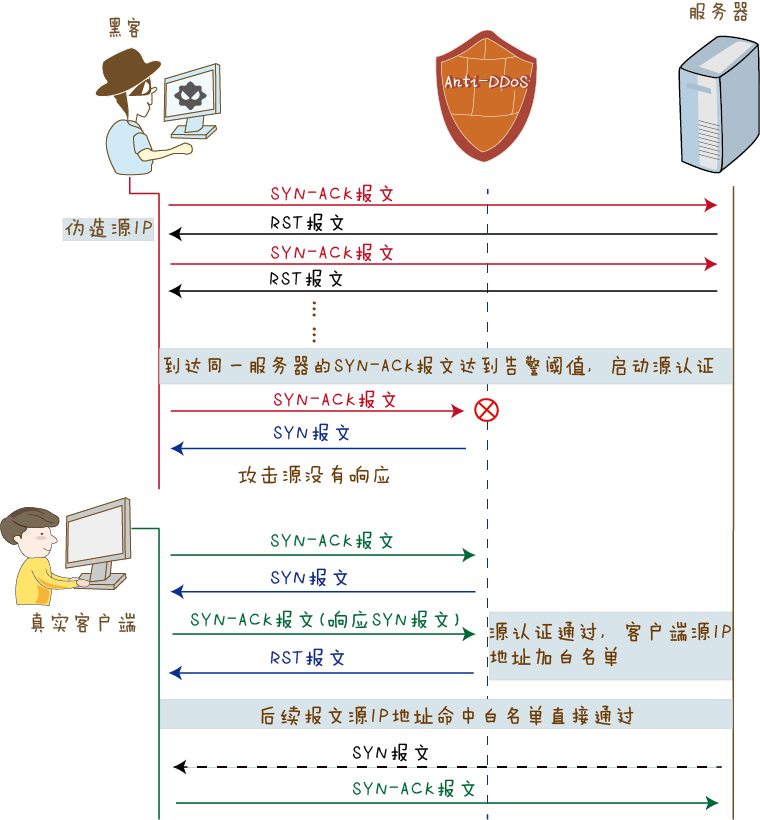 服务器
黑客
Anti-DDoS
SYN-ACK报文
伪造源IP
RST报文
SYN-ACK报文
RST报文
到达同一服务器的SYN-ACK报文达到告警阈值, 启动源认证
SYN-ACK报文
SYN报文
攻击源没有响应
SYN-ACK报文
SYN报文
真实客户端
SYN-ACK报文(响应SYN报文)
源认证通过, 客户端源IP
地址加白名单
RST报文
后续报文源IP地址命中白名单直接通过
SYN报文
SYN-ACK报文